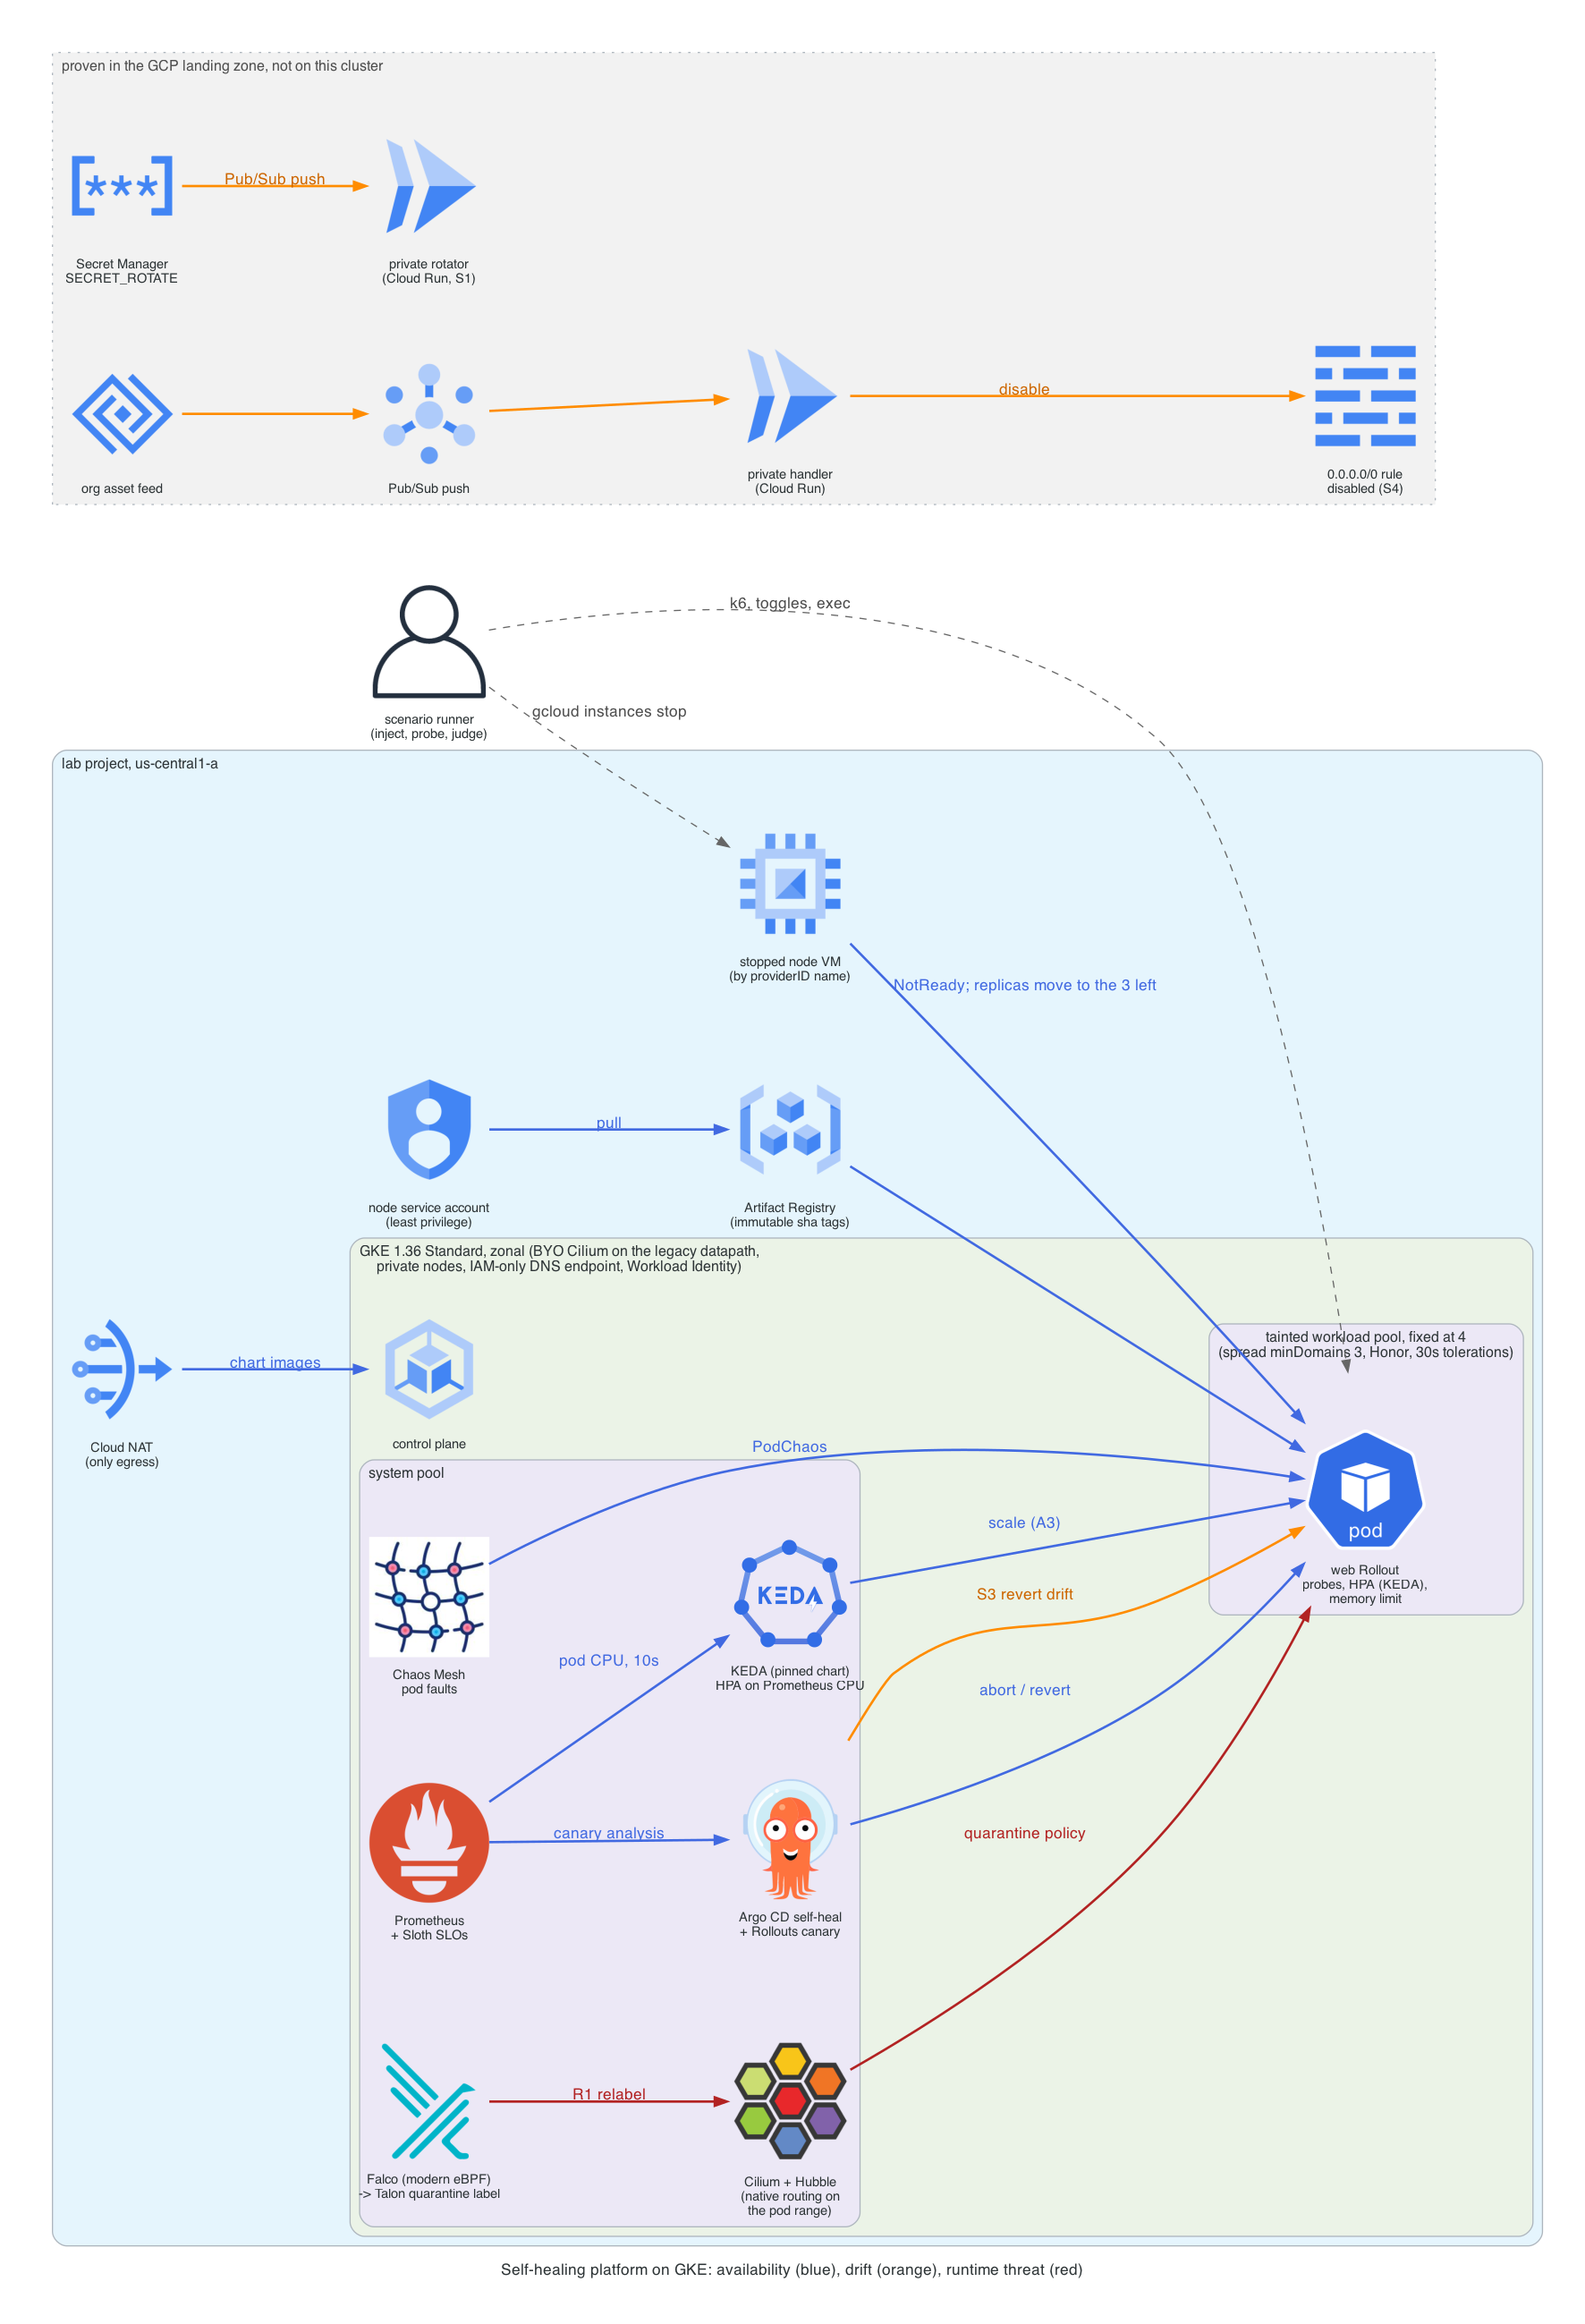 proven in the GCP landing zone, not on this cluster
[***]
Pub/Sub push
Secret Manager
SECRET_ROTATE
private rotator
(Cloud Run, S1)
disable
org asset feed
Pub/Sub push
private handler
(Cloud Run)
0.0.0.0/0 rule
disabled (S4)
k6, toggles, exec
scenario runner
(inject, probe, judge)
gcloud instances stop
lab project, us-central1-a
stopped node VM
(by providerID name)
NotReady; replicas move to the 3 left
pull
node service account
(least privilege)
Artifact Registry
(immutable sha tags)
GKE 1.36 Standard, zonal (BYO Cilium on the legacy datapath,
private nodes, IAM-only DNS endpoint, Workload Identity)
tainted workload pool, fixed at 4
(spread minDomains 3, Honor, 30s tolerations)
chart images
Cloud NAT
(only egress)
control plane
PodChaos
system pool
scale (A3)
pod
web Rollout
probes, HPA (KEDA),
memory limit
KEDA
S3 revert drift
Chaos Mesh
pod faults
pod CPU, 10s
KEDA (pinned chart)
HPA on Prometheus CPU
abort / revert
canary analysis
quarantine policy
Prometheus
+ Sloth SLOs
Argo CD self-heal
+ Rollouts canary
R1 relabel
Falco (modern eBPF)
-> Talon quarantine label
Cilium + Hubble
(native routing on
the pod range)
Self-healing platform on GKE: availability (blue), drift (orange), runtime threat (red)